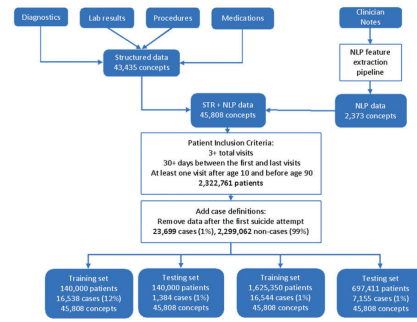 Diagnostics
Lab results
Procedures
Medications
Clinician
Notes
Structured data
43,435 concepts
NLP feature
extraction
pipeline
STR + NLP data
45,808 concepts
NLP data
2,373 concepts
Patient Inclusion Criteria:
3+ total visits
30+ days between the first and last visits
At least one visit after age 10 and before age 90
2,322,761 patients
Add case definitions:
Remove data after the first suicide attempt
23,699 cases (1%), 2,299,062 non-cases (99%)
Training set
140,000 patients
16,538 cases (12%)
45,808 concepts
Testing set
140,000 patients
1,384 cases (1%)
45,808 concepts
Training set
1,625,350 patients
16,544 cases (1%)
45,808 concepts
Testing set
697,411 patients
7,155 cases (1%)
45,808 concepts